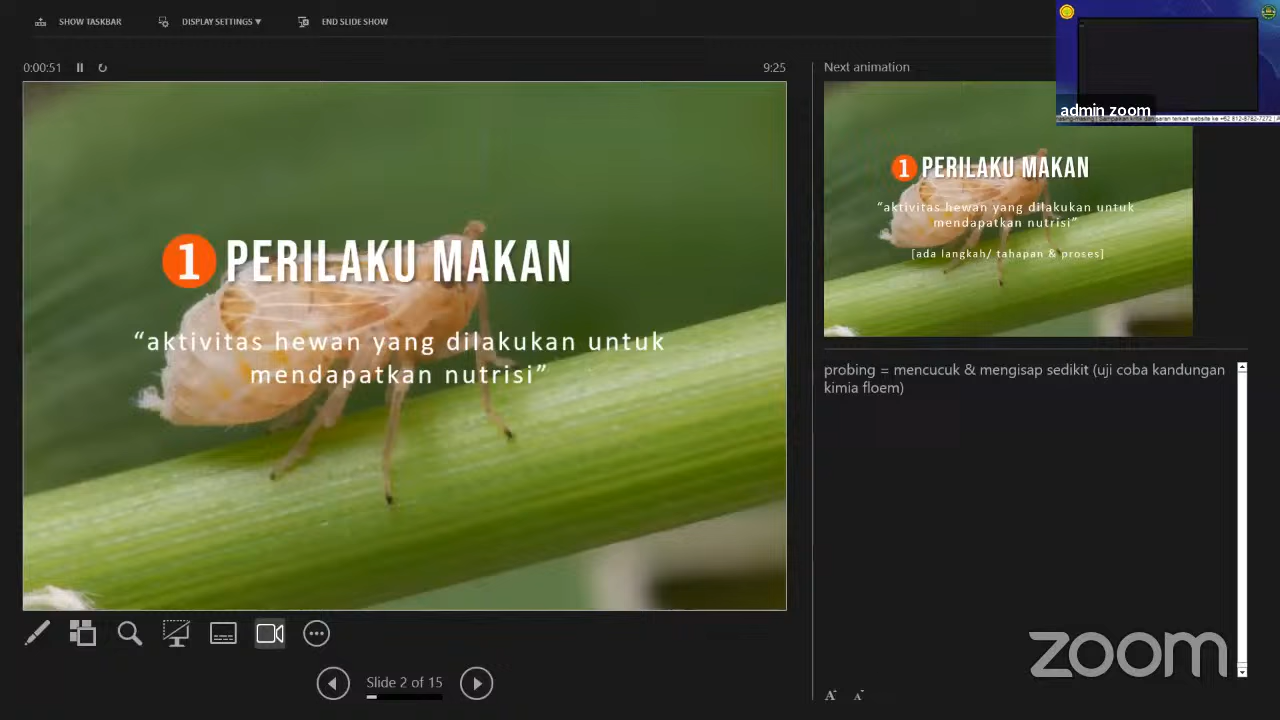 SHOW TASKBAR
DISPLAY SETTINGS ▼
END SLIDE SHOW
0:00:51
9:25
1 PERILAKU MAKAN
“aktivitas hewan yang dilakukan untuk
mendapatkan nutrisi”
Slide 2 of 15
Next animation
admin zoom
1 PERILAKU MAKAN
“aktivitas hewan yang dilakukan untuk
mendapatkan nutrisi”
[ada langkah/ tahapan & proses]
probing = mencucuk & mengisap sedikit (uji coba kandungan
kimia floem)
A A
zoom